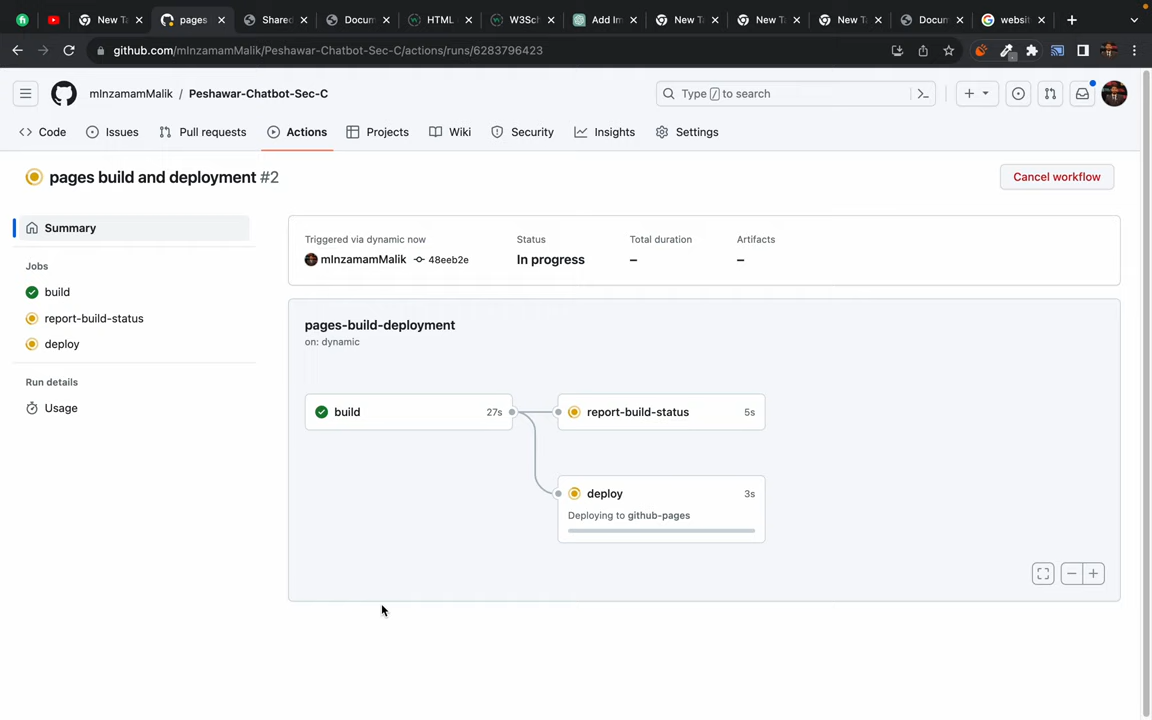 New Ta
pages
Shared
Docum
HTML
W3Sch
Add Im
New Ta
New Ta
New Ta
Docum
websit
github.com/mInzamamMalik/Peshawar-Chatbot-Sec-C/actions/runs/6283796423
mInzamamMalik / Peshawar-Chatbot-Sec-C
Type / to search
Code
Issues
Pull requests
Actions
Projects
Wiki
Security
Insights
Settings
pages build and deployment #2
Cancel workflow
Summary
Jobs
build
report-build-status
deploy
Run details
Usage
Triggered via dynamic now
mInzamamMalik 48eeb2e
Status
In progress
Total duration
–
Artifacts
–
pages-build-deployment
on: dynamic
build 27s
report-build-status 5s
deploy 3s
Deploying to github-pages